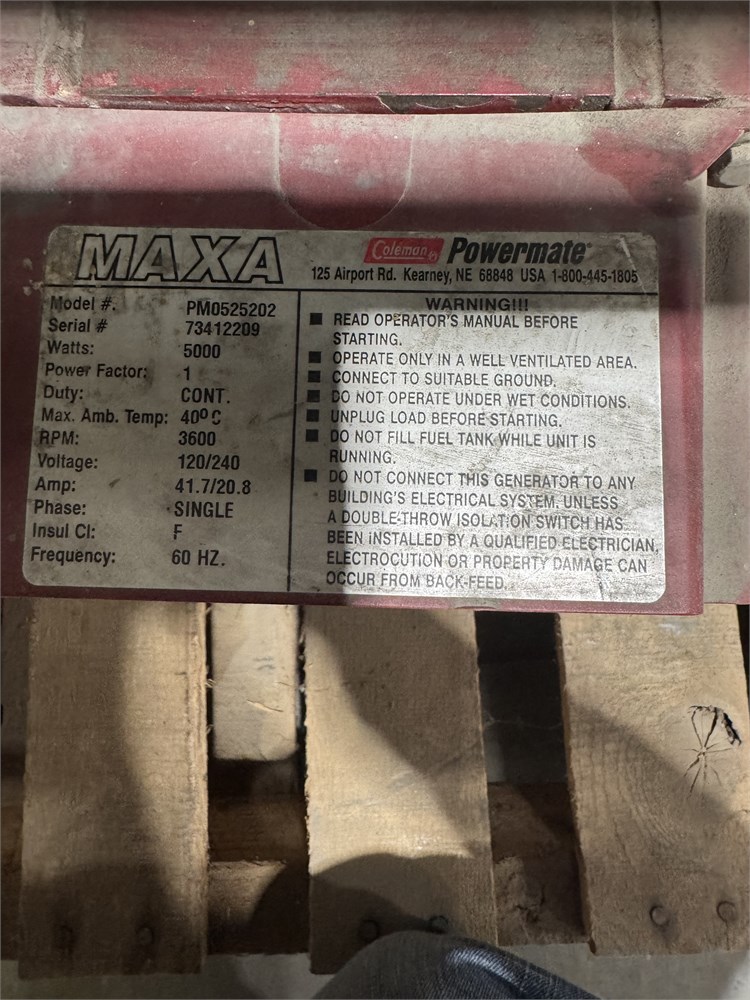 MAXA
Coleman® Powermate®
125 Airport Rd. Kearney, NE 68848 USA 1-800-445-1805
Model #. PM0525202
Serial # 73412209
Watts: 5000
Power Factor: 1
Duty: CONT.
Max. Amb. Temp: 40° C
RPM: 3600
Voltage: 120/240
Amp: 41.7/20.8
Phase: SINGLE
Insul Cl: F
Frequency: 60 HZ.
WARNING!!!
■ READ OPERATOR'S MANUAL BEFORE
STARTING.
■ OPERATE ONLY IN A WELL VENTILATED AREA.
■ CONNECT TO SUITABLE GROUND.
■ DO NOT OPERATE UNDER WET CONDITIONS.
■ UNPLUG LOAD BEFORE STARTING.
■ DO NOT FILL FUEL TANK WHILE UNIT IS
RUNNING.
■ DO NOT CONNECT THIS GENERATOR TO ANY
BUILDING'S ELECTRICAL SYSTEM, UNLESS
A DOUBLE-THROW ISOLATION SWITCH HAS
BEEN INSTALLED BY A QUALIFIED ELECTRICIAN,
ELECTROCUTION OR PROPERTY DAMAGE CAN
OCCUR FROM BACK-FEED.